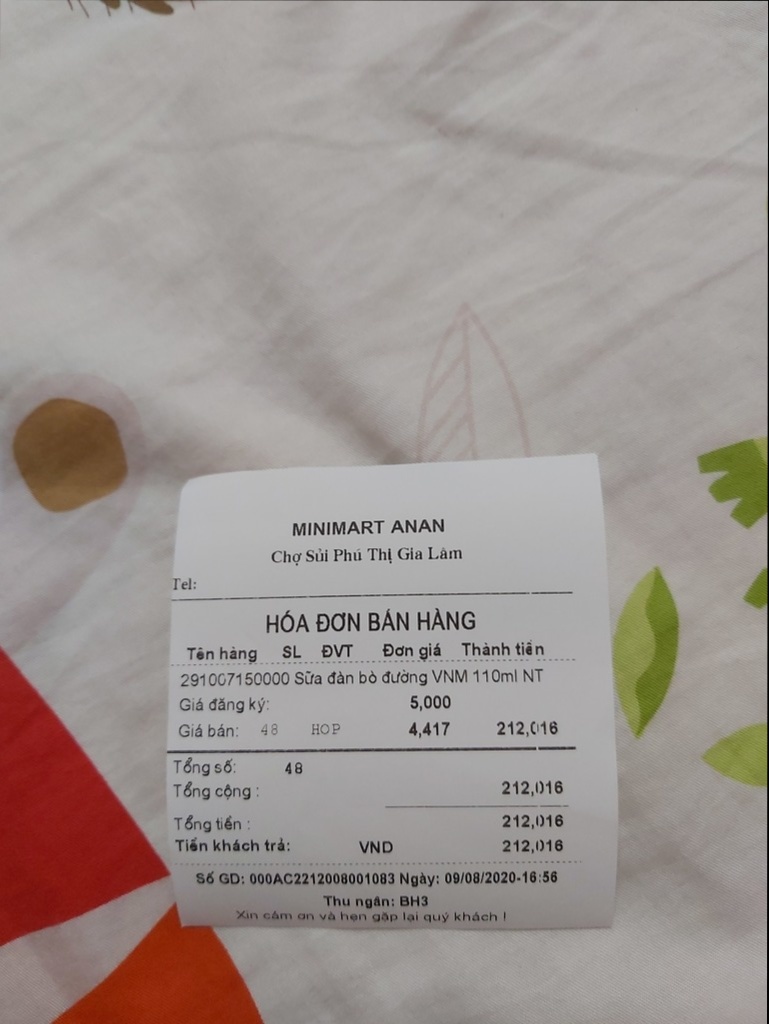 MINIMART ANAN
Chợ Sủi Phú Thị Gia Lâm
Tel:
HÓA ĐƠN BÁN HÀNG
Tên hàng SL ĐVT Đơn giá Thành tiền
291007150000 Sữa đàn bò đường VNM 110ml NT
Giá đăng ký: 5,000
Giá bán: 48 HOP 4,417 212,016
Tổng số: 48
Tổng cộng : 212,016
Tổng tiền : 212,016
Tiền khách trả: VND 212,016
Số GD: 000AC2212008001083 Ngày: 09/08/2020-16:56
Thu ngân: BH3
Xin cảm ơn và hẹn gặp lại quý khách !